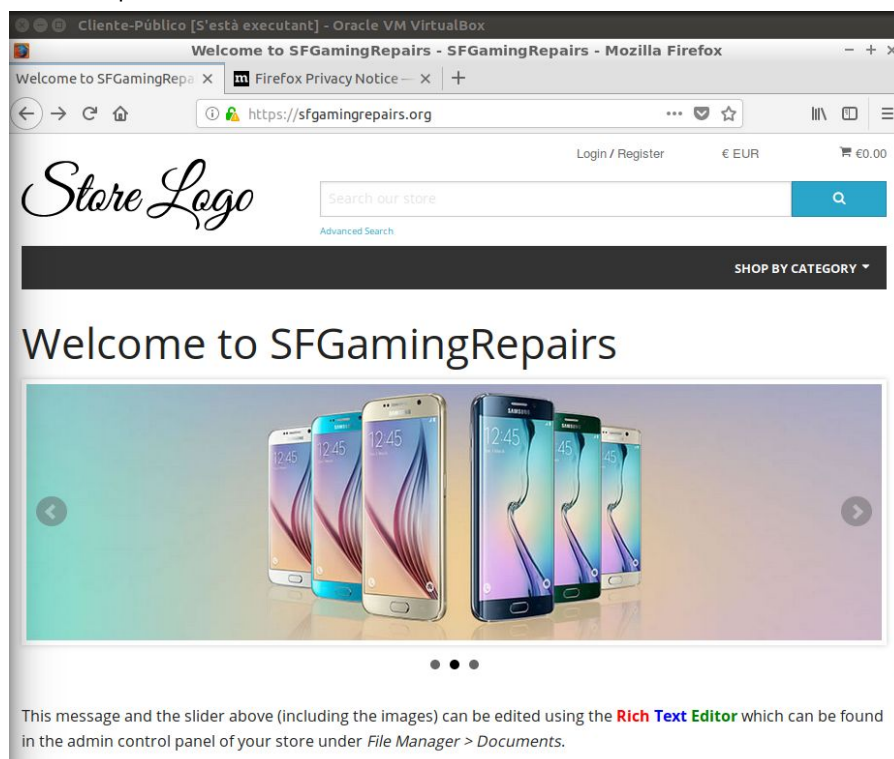 Cliente-Público [S'està executant] - Oracle VM VirtualBox
Welcome to SFGamingRepairs - SFGamingRepairs - Mozilla Firefox
Welcome to SFGamingRepa
Firefox Privacy Notice —
https://sfgamingrepairs.org
Login / Register
€ EUR
€0.00
Store Logo
Search our store
Advanced Search
SHOP BY CATEGORY
Welcome to SFGamingRepairs
SAMSUNG
SAMSUNG
12:45
12:45
12:45
12:45
45
45
This message and the slider above (including the images) can be edited using the Rich Text Editor which can be found
in the admin control panel of your store under File Manager > Documents.